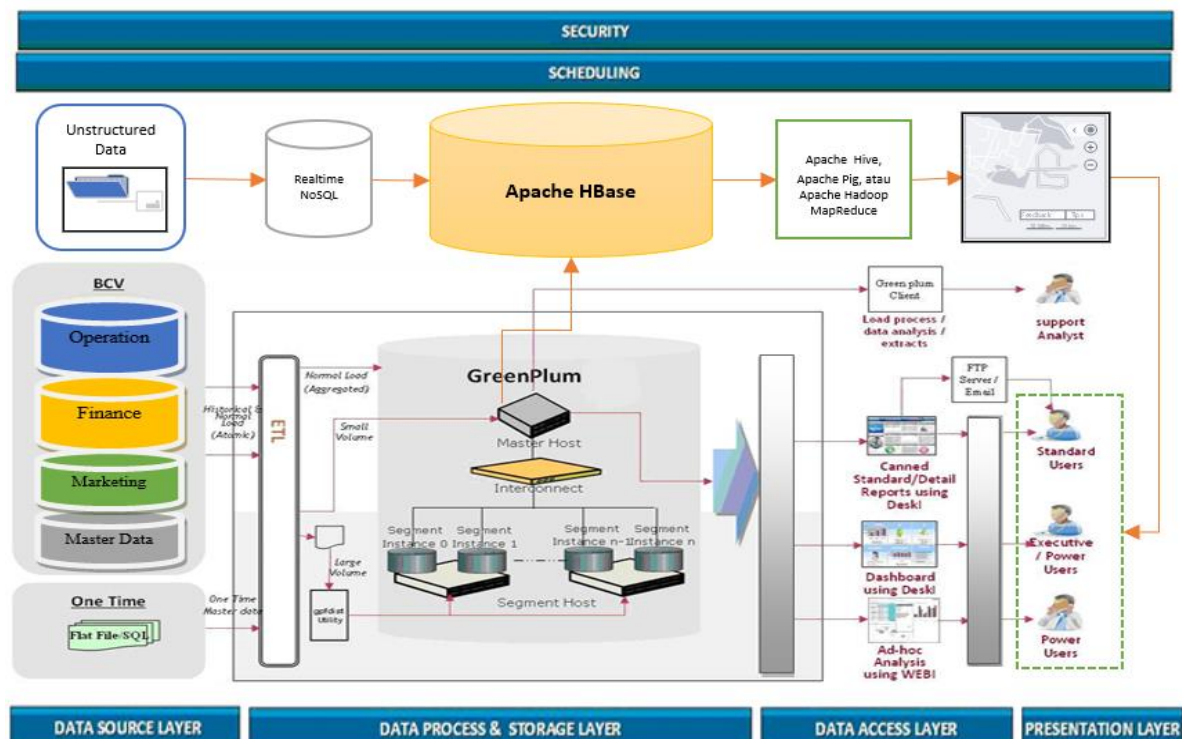 SECURITY
SCHEDULING
Unstructured
Data
Realtime
NoSQL
Apache HBase
Apache Hive,
Apache Pig, atau
Apache Hadoop
MapReduce
Feedback
BCV
Operation
Finance
Marketing
Master Data
Historical &
Normal
Load
(Atomic)
One Time
Flat File/SQL
One Time
Master data
ETL
Normal Load
(Aggregated)
Small
Volume
Large
Volume
gpfdist
Utility
GreenPlum
Master Host
Interconnect
Segment
Instance 0
Segment
Instance 1
Segment
Instance n-1
Segment
Instance n
Segment Host
Green plum
Client
Load process /
data analysis /
extracts
support
Analyst
FTP
Server /
Email
Canned
Standard/Detail
Reports using
DeskI
Standard
Users
Dashboard
using DeskI
Executive
/ Power
Users
Ad-hoc
Analysis
using WEBI
Power
Users
DATA SOURCE LAYER
DATA PROCESS & STORAGE LAYER
DATA ACCESS LAYER
PRESENTATION LAYER